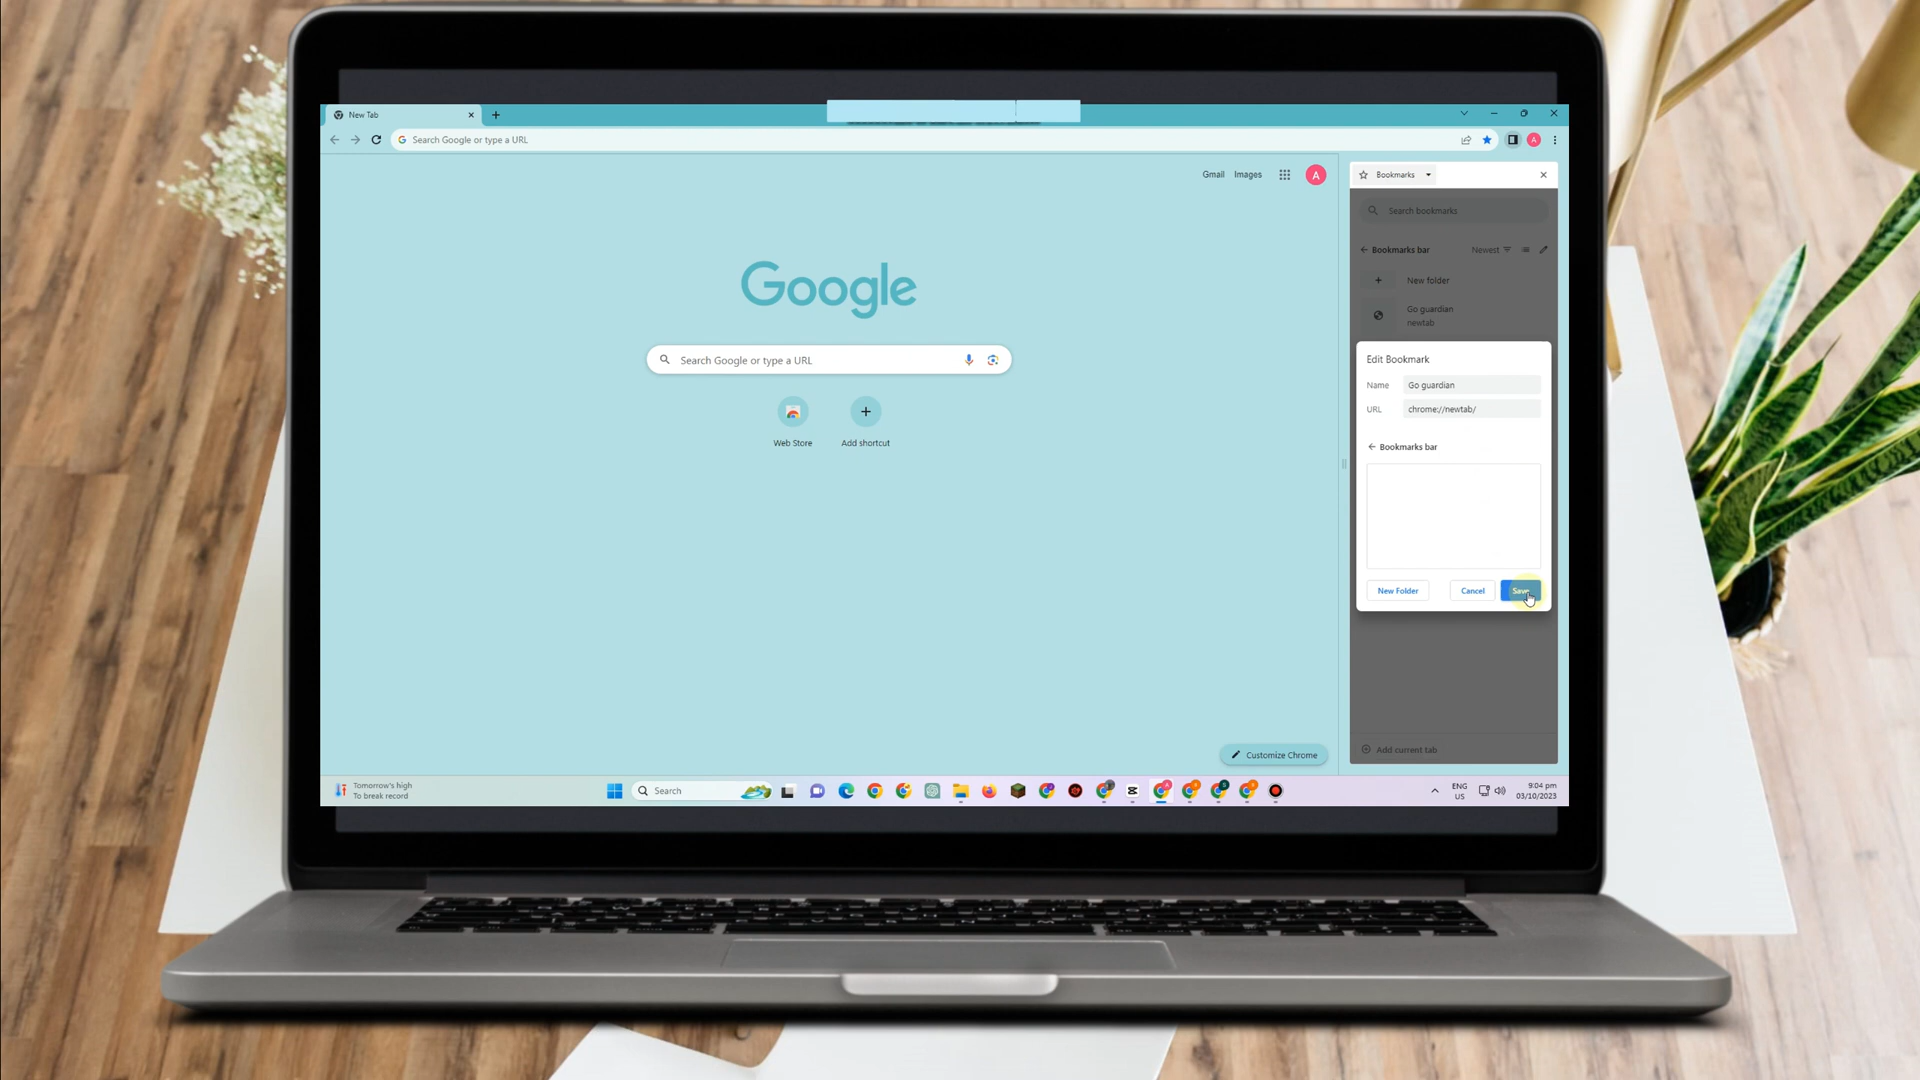 New Tab
Search Google or type a URL
Gmail Images A
A
Bookmarks
Search bookmarks
Bookmarks bar Newest
New folder
Go guardian
newtab
Edit Bookmark
Name Go guardian
URL chrome://newtab/
Bookmarks bar
New Folder Cancel Save
Add current tab
Google
Search Google or type a URL
Web Store Add shortcut
Customize Chrome
Tomorrow's high
To break record
Search
ENG
US
9:04 pm
03/10/2023